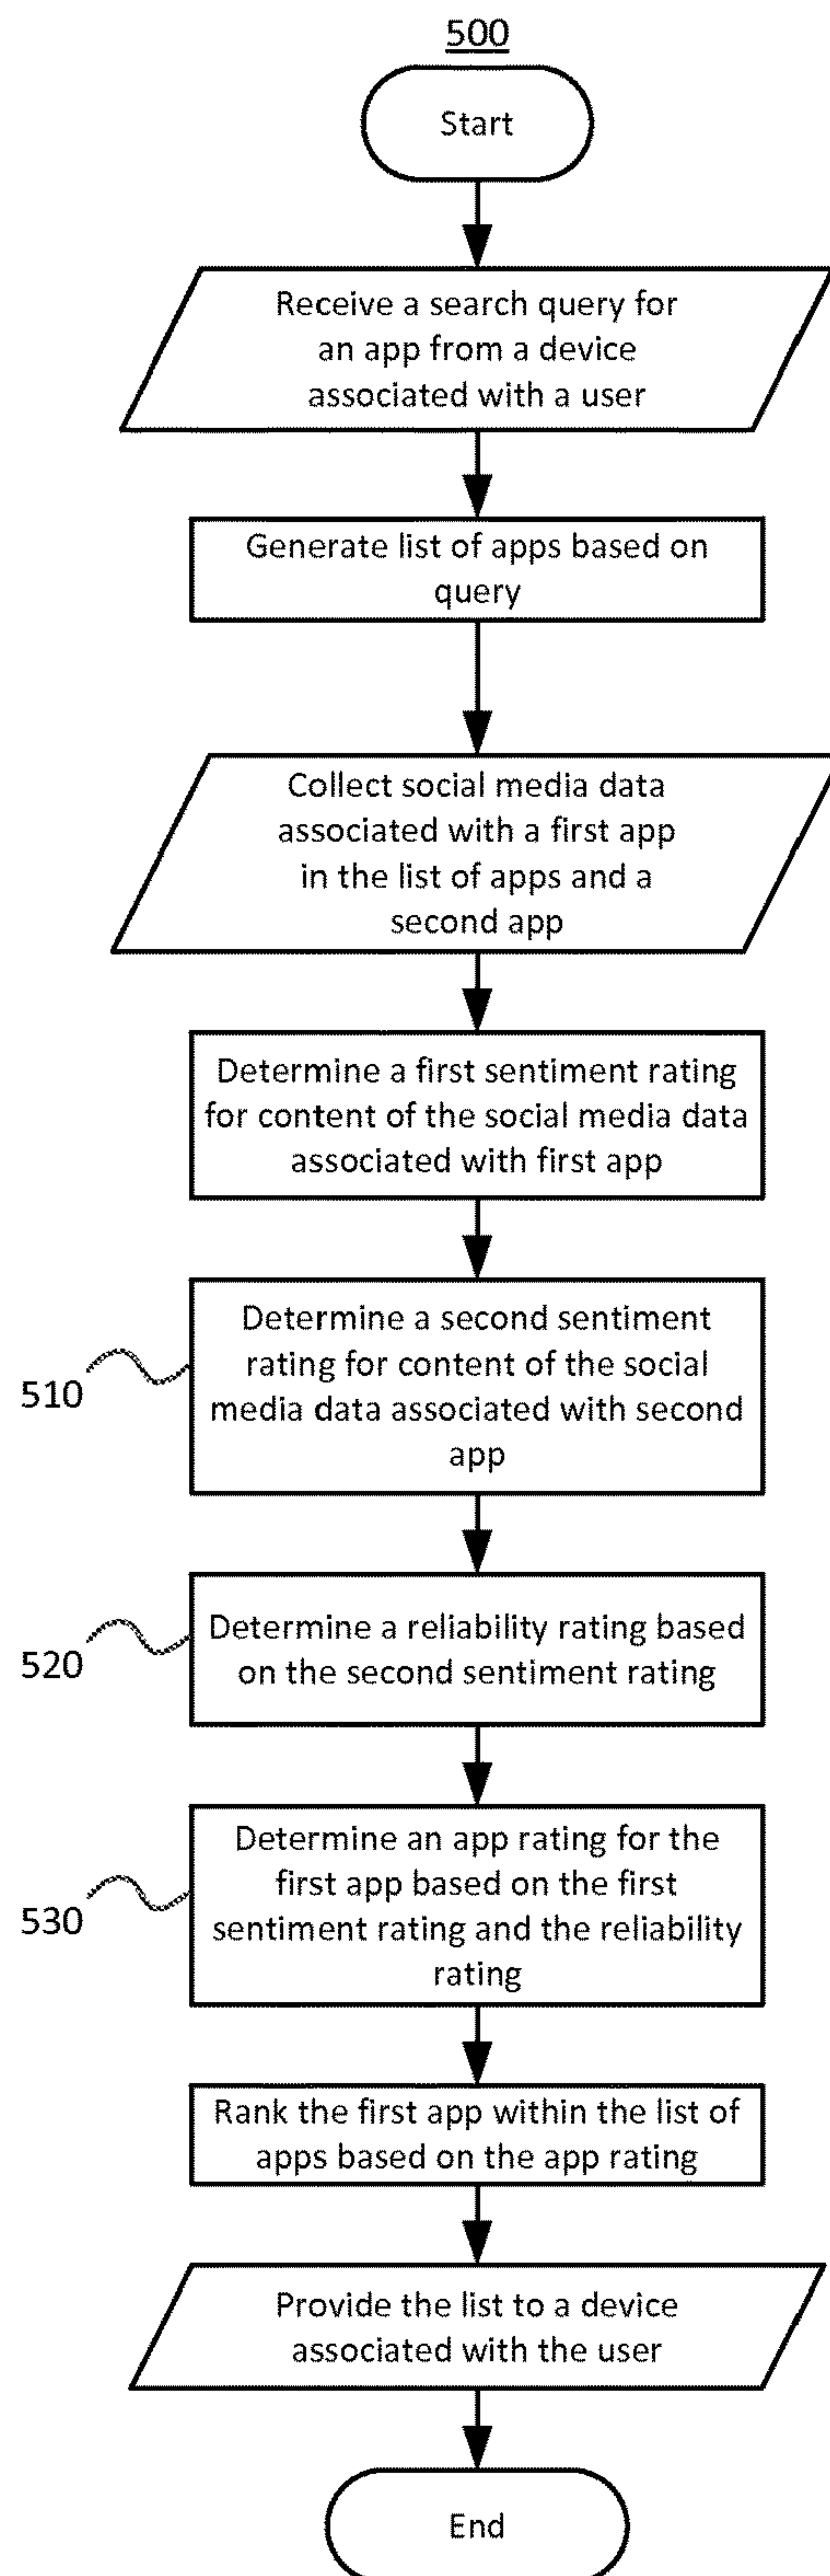 500
Start
Receive a search query for
an app from a device
associated with a user
Generate list of apps based on
query
Collect social media data
associated with a first app
in the list of apps and a
second app
Determine a first sentiment rating
for content of the social media data
associated with first app
Determine a second sentiment
rating for content of the social
media data associated with second
app
510
Determine a reliability rating based
on the second sentiment rating
520
Determine an app rating for the
first app based on the first
sentiment rating and the reliability
rating
530
Rank the first app within the list of
apps based on the app rating
Provide the list to a device
associated with the user
End